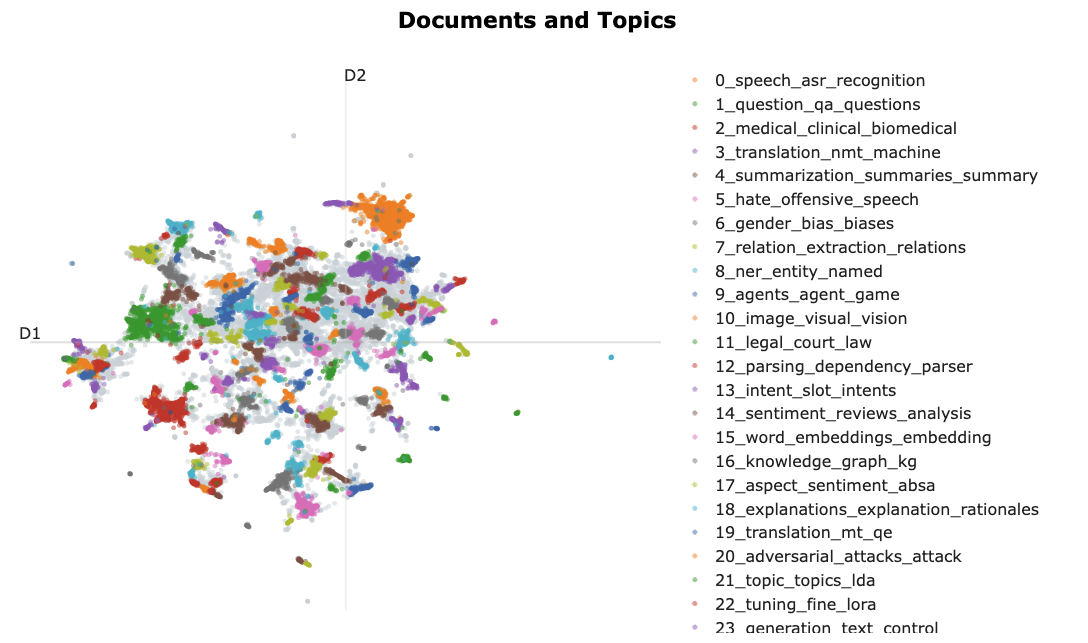 Documents and Topics
D2
D1
0_speech_asr_recognition
1_question_qa_questions
2_medical_clinical_biomedical
3_translation_nmt_machine
4_summarization_summaries_summary
5_hate_offensive_speech
6_gender_bias_biases
7_relation_extraction_relations
8_ner_entity_named
9_agents_agent_game
10_image_visual_vision
11_legal_court_law
12_parsing_dependency_parser
13_intent_slot_intents
14_sentiment_reviews_analysis
15_word_embeddings_embedding
16_knowledge_graph_kg
17_aspect_sentiment_absa
18_explanations_explanation_rationales
19_translation_mt_qe
20_adversarial_attacks_attack
21_topic_topics_lda
22_tuning_fine_lora
23_generation_text_control